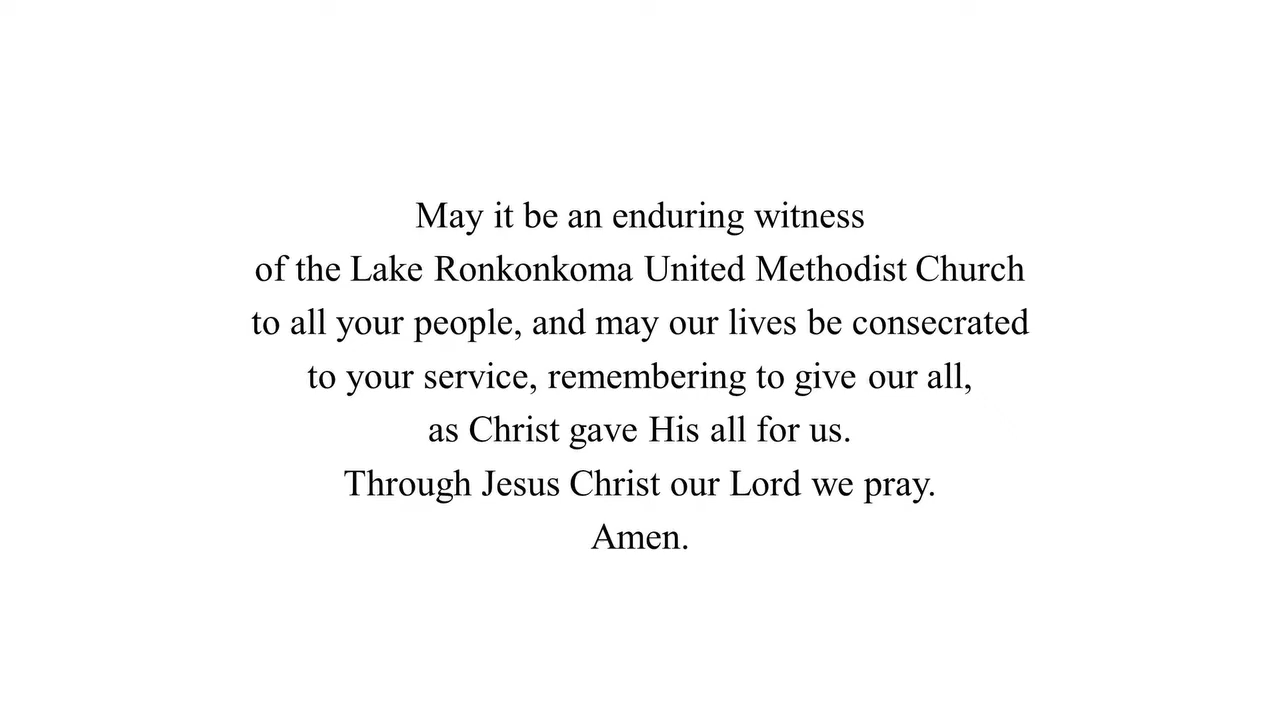 May it be an enduring witness
of the Lake Ronkonkoma United Methodist Church
to all your people, and may our lives be consecrated
to your service, remembering to give our all,
as Christ gave His all for us.
Through Jesus Christ our Lord we pray.
Amen.